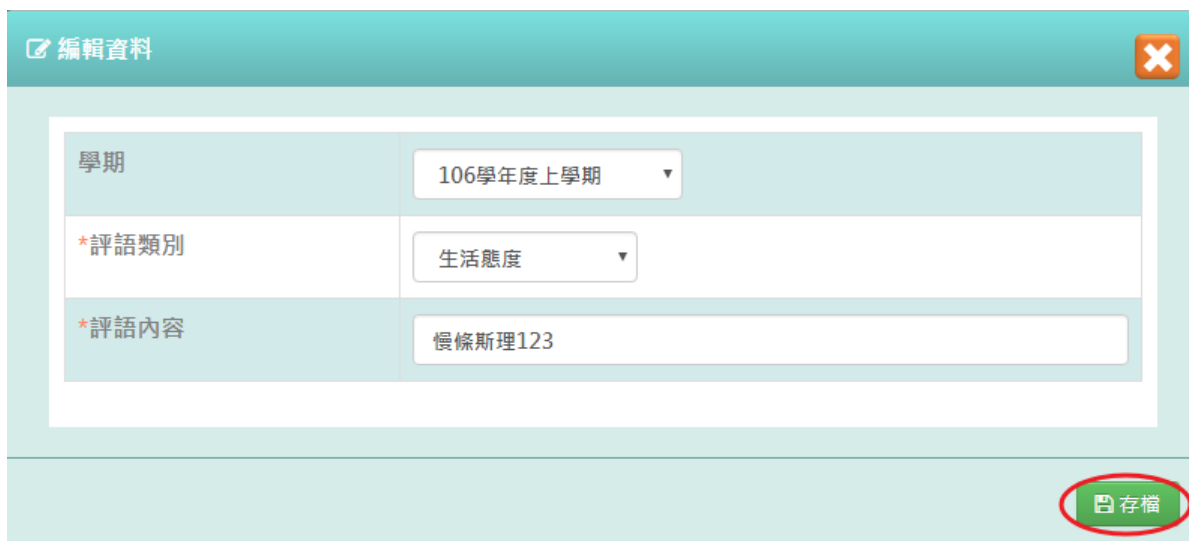 編輯資料
學期
106學年度上學期
*評語類別
生活態度
*評語內容
慢條斯理123
存檔